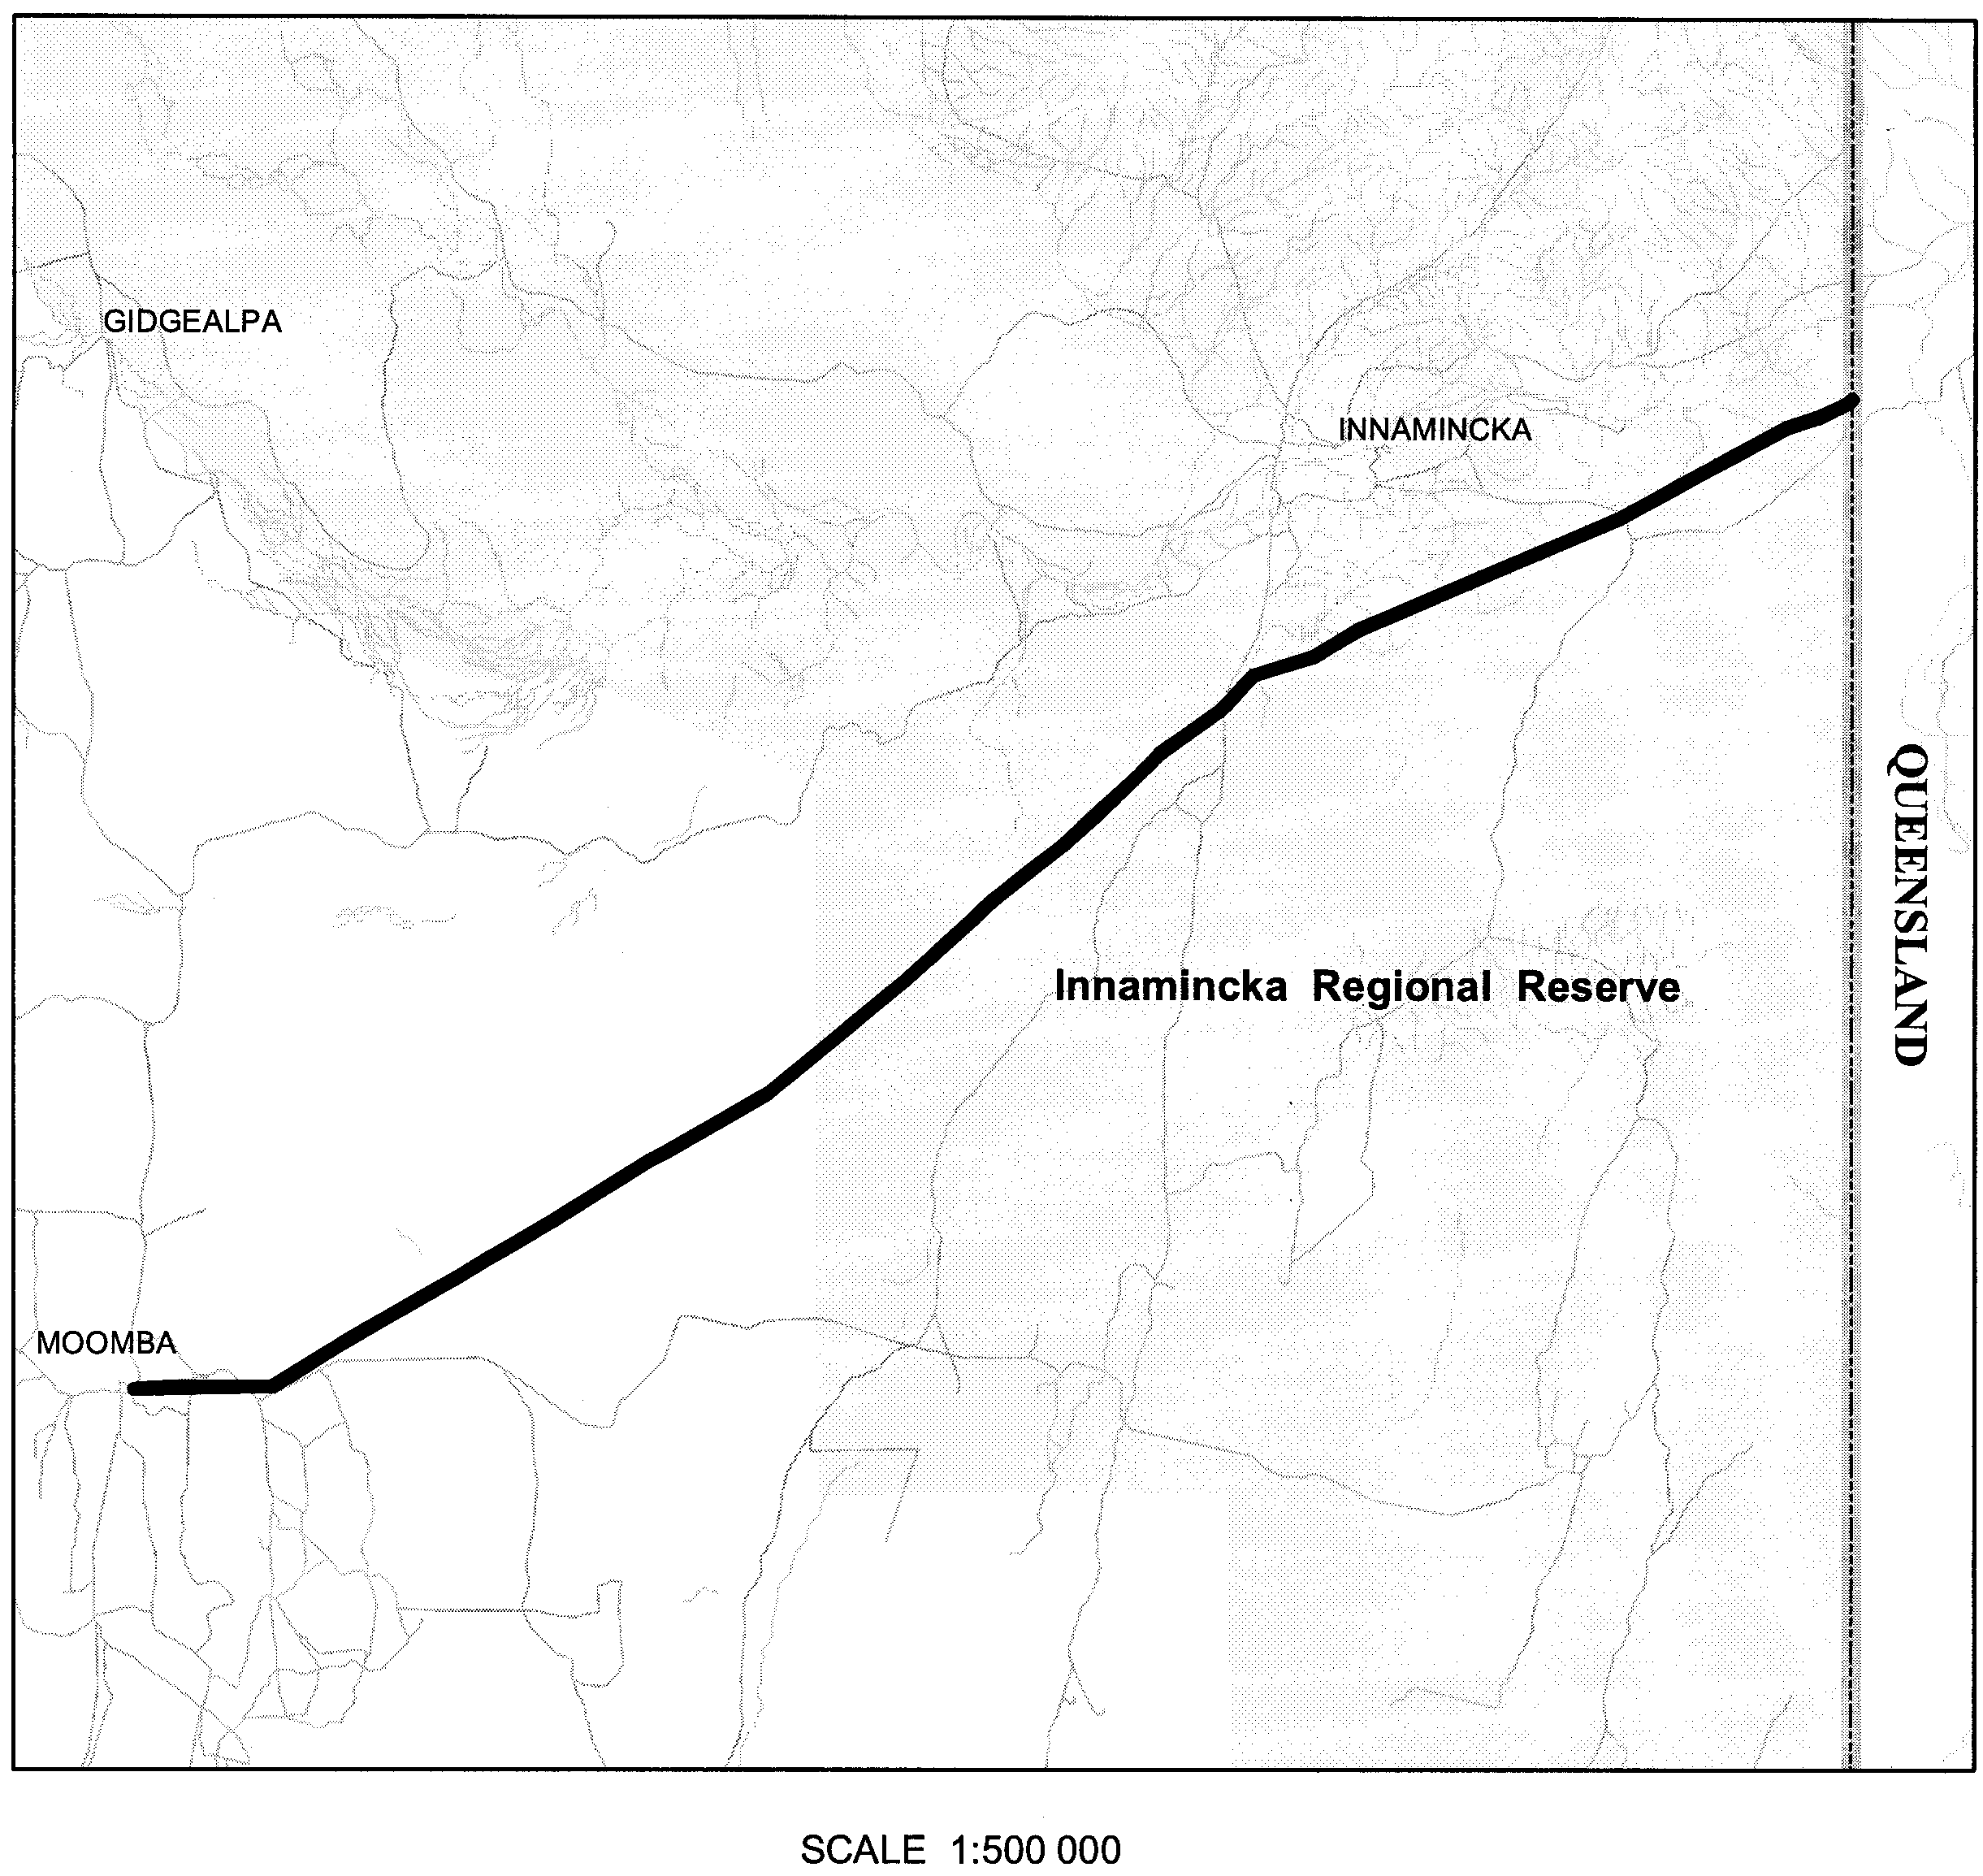 GIDGEALPA
INNAMINCKA
QUEENSLAND
Innamincka Regional Reserve
MOOMBA
SCALE 1:500 000